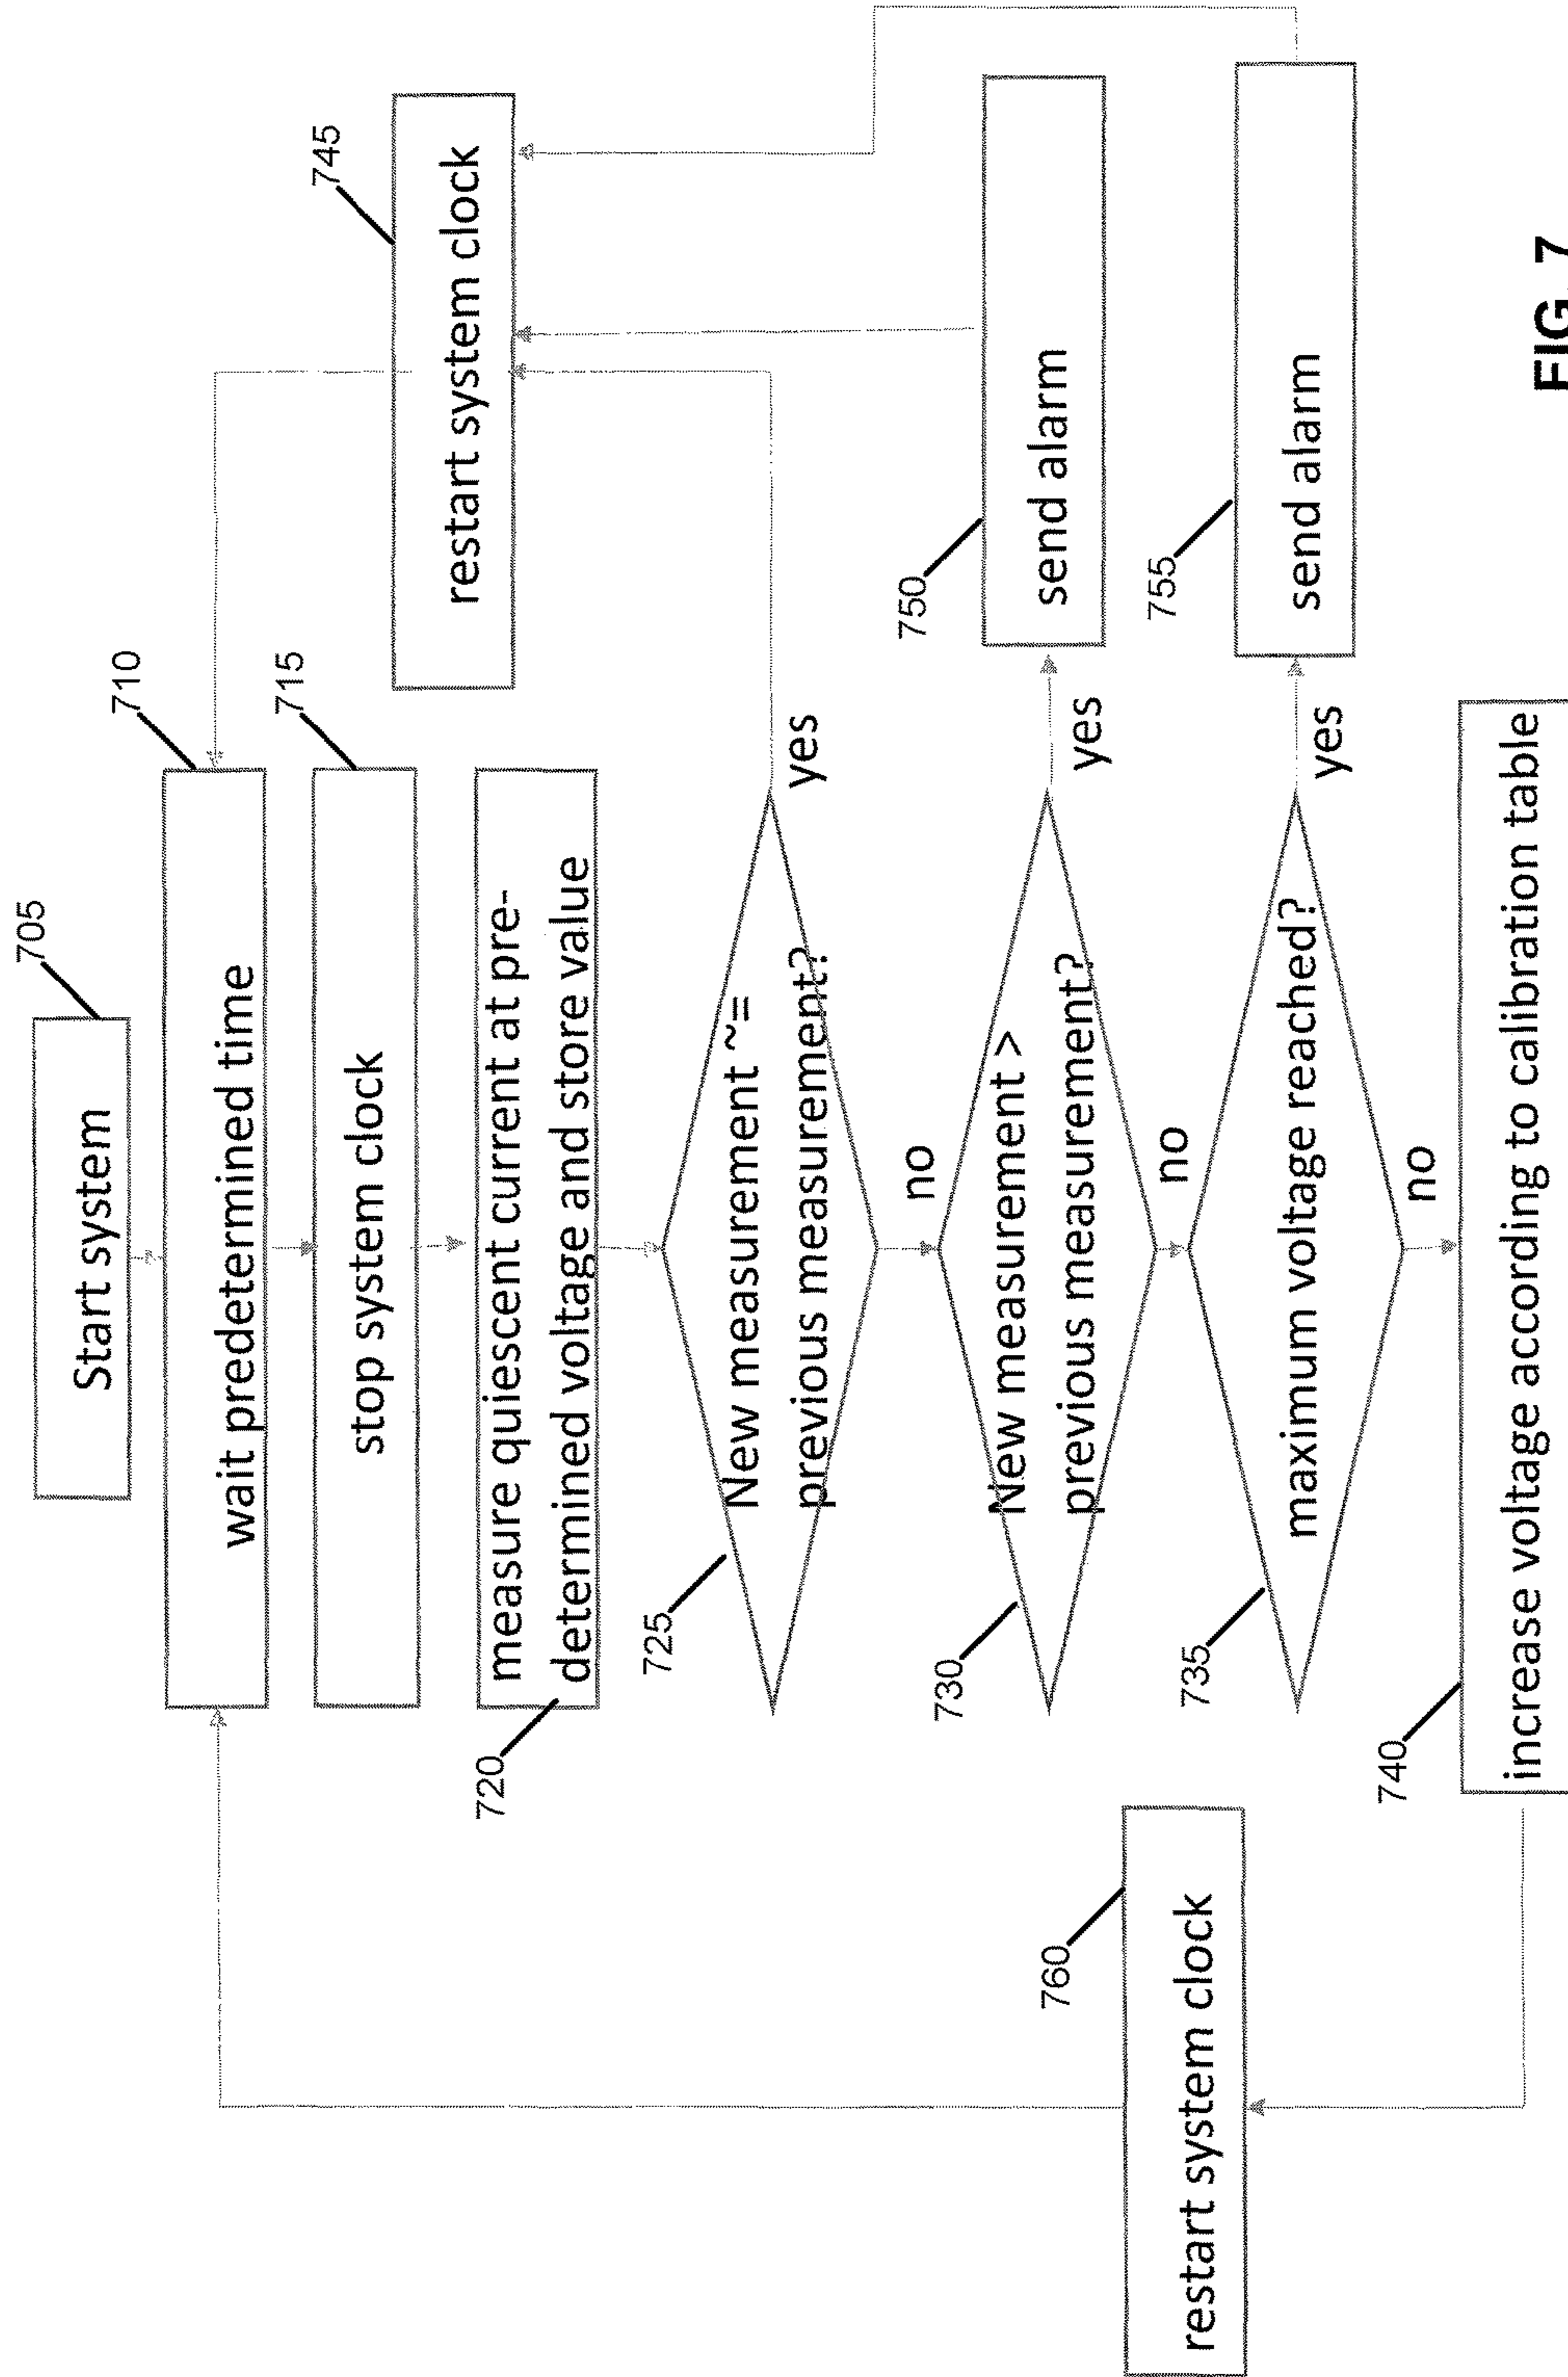 705
Start system
710
wait predetermined time
715
stop system clock
745
restart system clock
720
measure quiescent current at pre-
determined voltage and store value
725
New measurement ~=
previous measurement?
yes
no
730
New measurement >
previous measurement?
yes
750
send alarm
no
735
maximum voltage reached?
yes
755
send alarm
no
740
increase voltage according to calibration table
760
restart system clock
FIG. 7